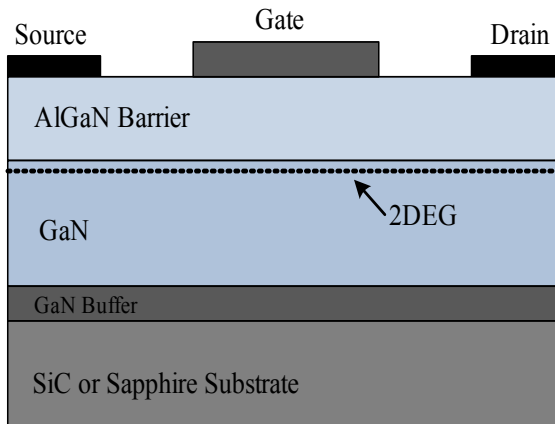 Source
Gate
Drain
AlGaN Barrier
2DEG
GaN
GaN Buffer
SiC or Sapphire Substrate